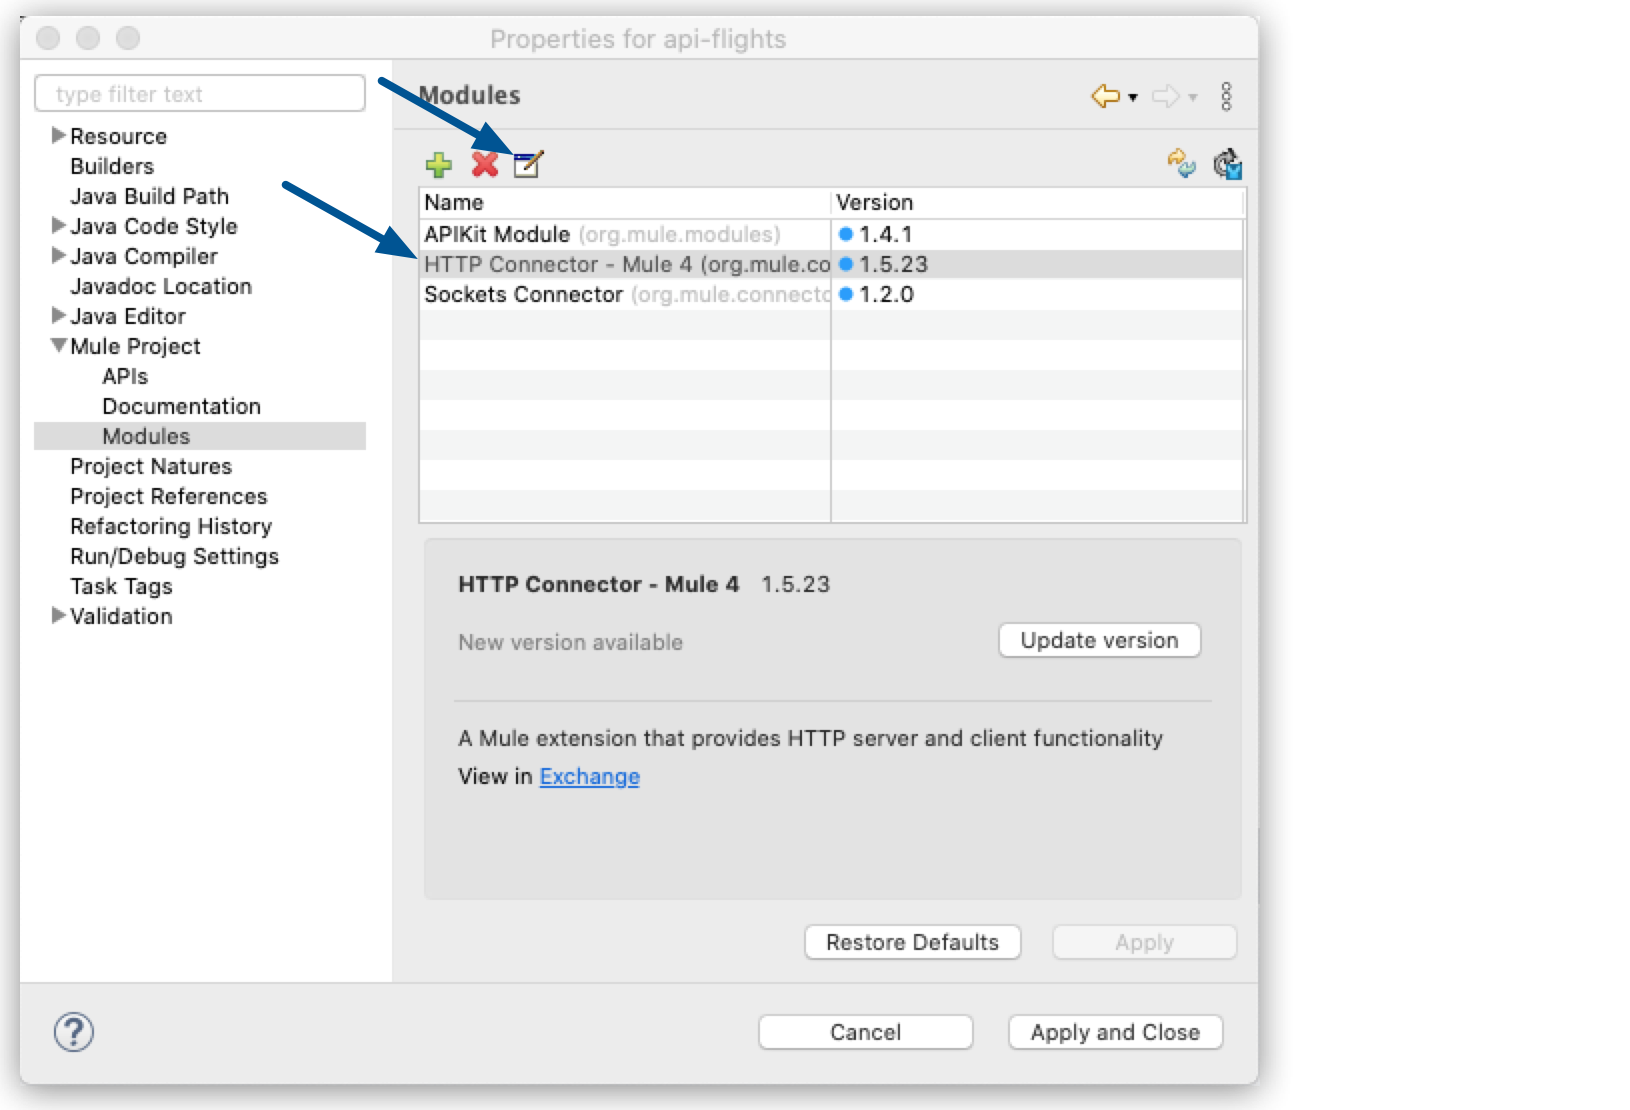 Properties for api-flights
type filter text
Resource
Builders
Java Build Path
Java Code Style
Java Compiler
Javadoc Location
Java Editor
Mule Project
APIs
Documentation
Modules
Project Natures
Project References
Refactoring History
Run/Debug Settings
Task Tags
Validation
Modules
Name Version
APIKit Module (org.mule.modules) 1.4.1
HTTP Connector - Mule 4 (org.mule.co 1.5.23
Sockets Connector (org.mule.connecto 1.2.0
HTTP Connector - Mule 4 1.5.23
New version available Update version
A Mule extension that provides HTTP server and client functionality
View in Exchange
Restore Defaults Apply
? Cancel Apply and Close